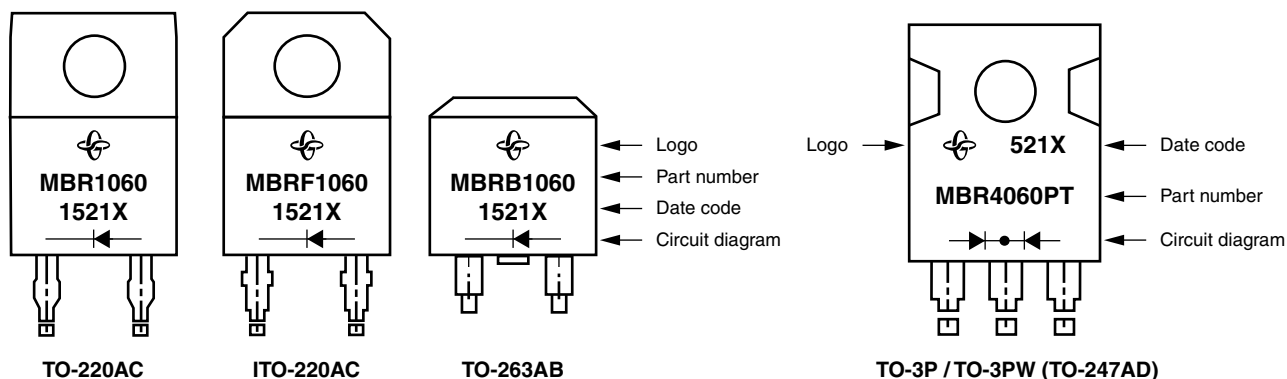 MBR1060
1521X
TO-220AC
MBRF1060
1521X
ITO-220AC
MBRB1060
1521X
TO-263AB
Logo
Part number
Date code
Circuit diagram
Logo
521X
MBR4060PT
Date code
Part number
Circuit diagram
TO-3P / TO-3PW (TO-247AD)